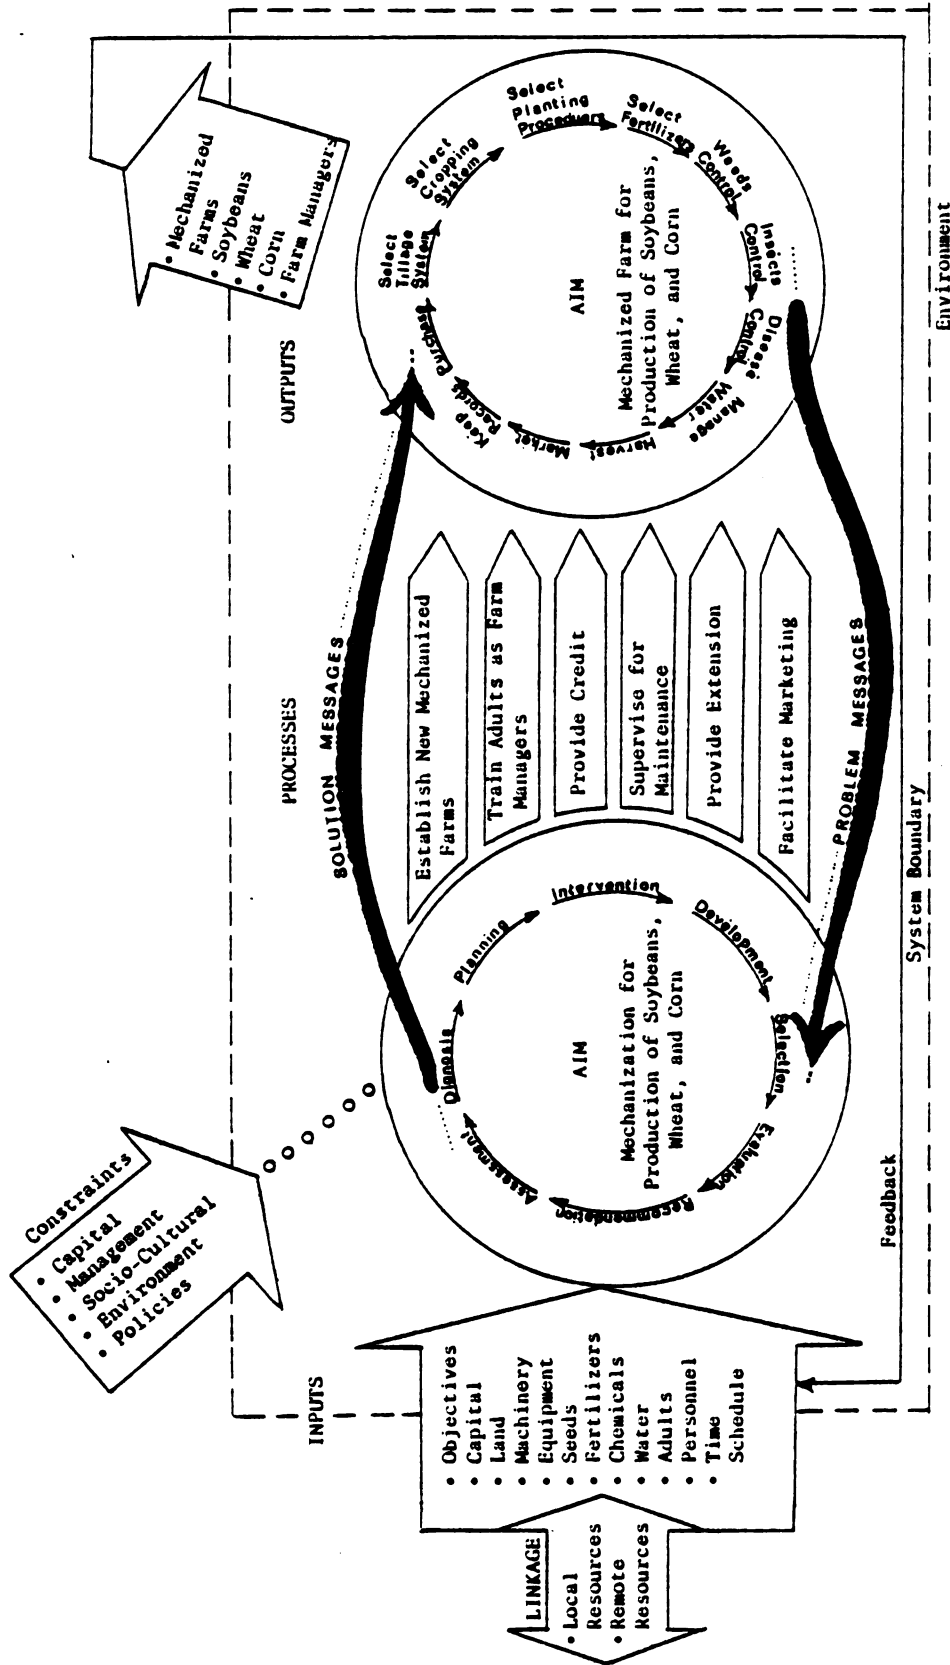 Constraints
• Capital
• Management
• Socio-Cultural
• Environment
• Policies
INPUTS
PROCESSES
OUTPUTS
LINKAGE
• Local
Resources
• Remote
Resources
• Objectives
• Capital
• Land
• Machinery
• Equipment
• Seeds
• Fertilizers
• Chemicals
• Water
• Adults
• Personnel
• Time
Schedule
Diagnosis
Planning
Intervention
Development
Selection
Evaluation
Recomendation
Assessment
AIM
Mechanization for
Production of Soybeans,
Wheat, and Corn
SOLUTION MESSAGES
Establish New Mechanized
Farms
Train Adults as Farm
Managers
Provide Credit
Supervise for
Maintenance
Provide Extension
Facilitate Marketing
PROBLEM MESSAGES
Select
Tillage
System
Select
Cropping
System
Select
Planting
Procedures
Select
Fertilizers
Weeds
Control
Insects
Control
Disease
Control
Manage
Water
Harvest
Market
Keep
Records
Purchase
AIM
Mechanized Farm for
Production of Soybeans,
Wheat, and Corn
• Mechanized
Farms
• Soybeans
• Wheat
• Corn
• Farm Managers
Feedback
System Boundary
Environment